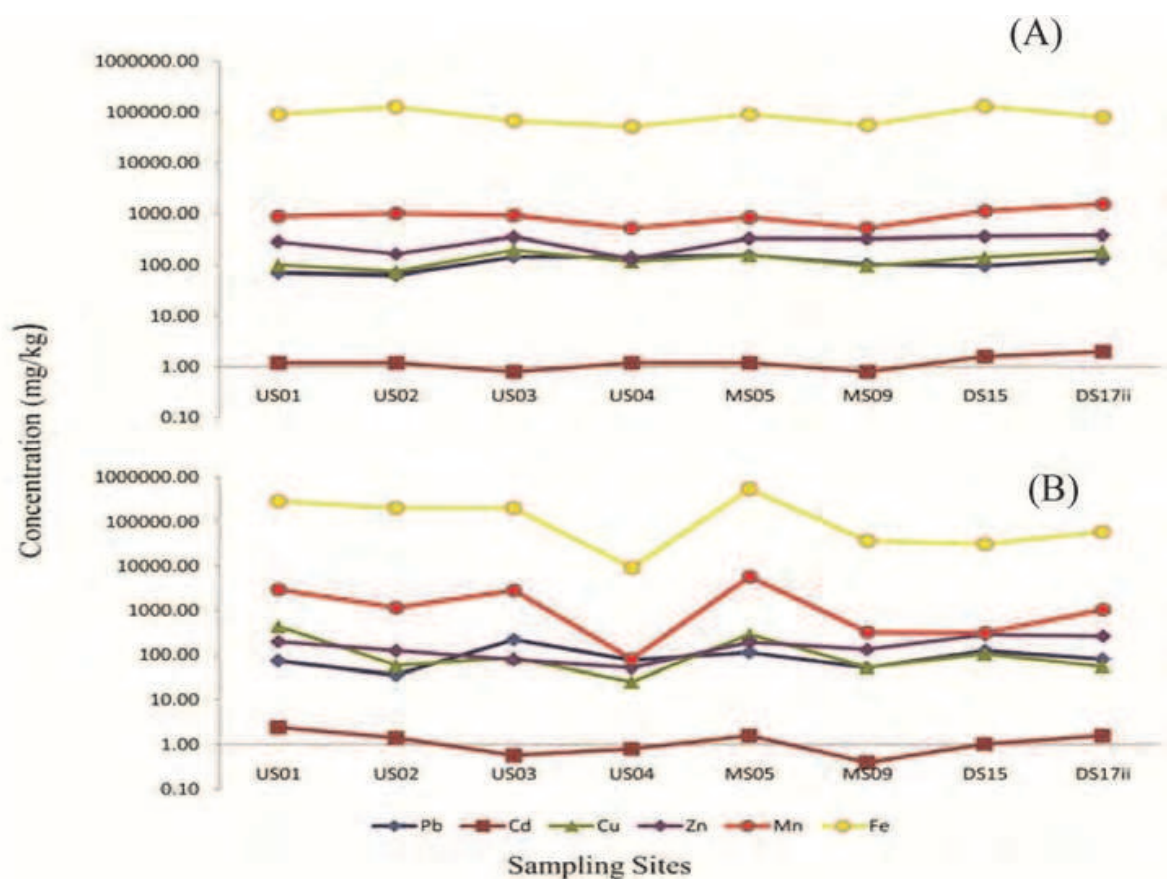 (A)
1000000.00
100000.00
10000.00
1000.00
100.00
10.00
1.00
0.10
US01 US02 US03 US04 MS05 MS09 DS15 DS17ii
Concentration (mg/kg)
(B)
1000000.00
100000.00
10000.00
1000.00
100.00
10.00
1.00
0.10
US01 US02 US03 US04 MS05 MS09 DS15 DS17ii
Pb Cd Cu Zn Mn Fe
Sampling Sites